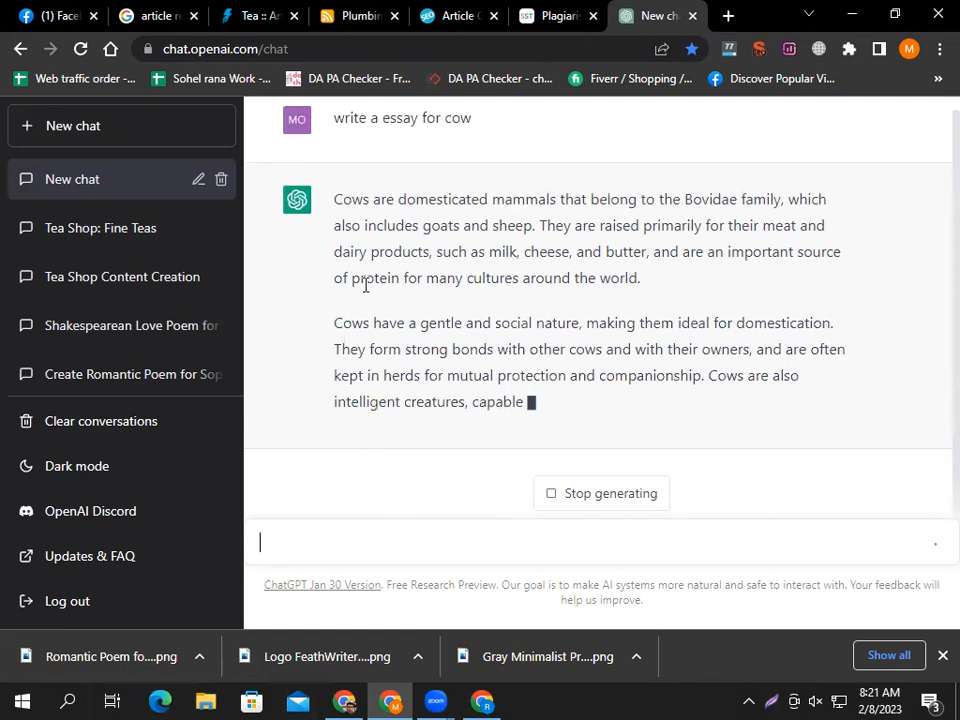 (1) Face
article re
Tea :: Ar
Plumbin
Article G
Plagiaris
New cha
chat.openai.com/chat
77
M
Web traffic order -...
Sohel rana Work -...
DA PA Checker - Fr...
DA PA Checker - ch...
Fiverr / Shopping /...
Discover Popular Vi...
»
New chat
New chat
Tea Shop: Fine Teas
Tea Shop Content Creation
Shakespearean Love Poem for
Create Romantic Poem for Sop
Clear conversations
Dark mode
OpenAI Discord
Updates & FAQ
Log out
MO
write a essay for cow
Cows are domesticated mammals that belong to the Bovidae family, which
also includes goats and sheep. They are raised primarily for their meat and
dairy products, such as milk, cheese, and butter, and are an important source
of protein for many cultures around the world.
Cows have a gentle and social nature, making them ideal for domestication.
They form strong bonds with other cows and with their owners, and are often
kept in herds for mutual protection and companionship. Cows are also
intelligent creatures, capable
Stop generating
ChatGPT Jan 30 Version. Free Research Preview. Our goal is to make AI systems more natural and safe to interact with. Your feedback will
help us improve.
Romantic Poem fo....png
Logo FeathWriter....png
Gray Minimalist Pr....png
Show all
zoom
8:21 AM
2/8/2023
3